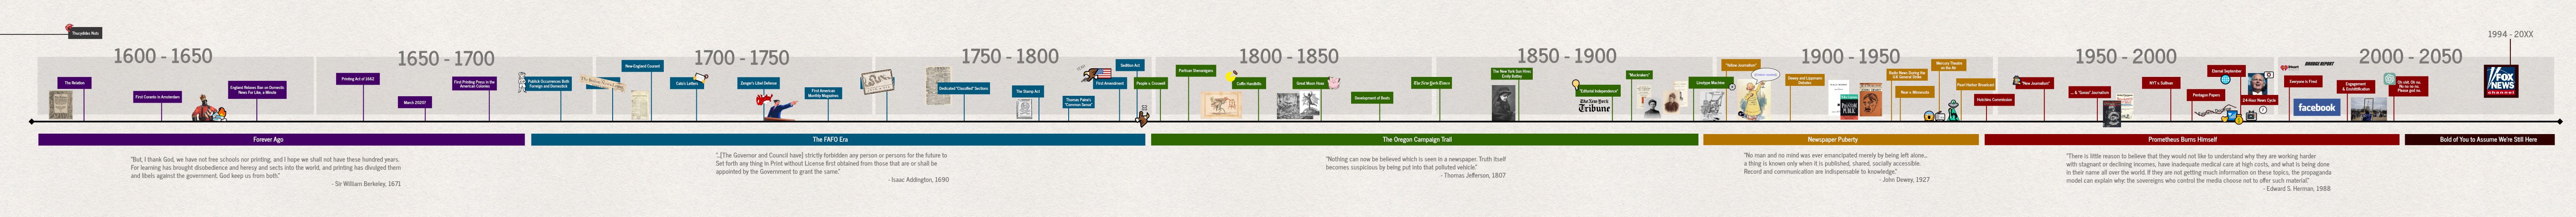 Thucydides Nuts
1994 - 20XX
1600 - 1650
1650 - 1700
1700 - 1750
1750 - 1800
1800 - 1850
1850 - 1900
1900 - 1950
1950 - 2000
2000 - 2050
The Relation
First Corants in Amsterdam
England Relaxes Ban on Domestic
News For Like, a Minute
Printing Act of 1662
March 2020!!
First Printing Press in the
American Colonies
Publick Occurrences Both
Foreign and Domestick
New-England Courant
Cato's Letters
Zenger's Libel Defense
First American
Monthly Magazines
Dedicated "Classified" Sections
The Stamp Act
Thomas Paine's
"Common Sense"
First Amendment
Sedition Act
People v. Croswell
Partisan Shenanigans
Coffin Handbills
Great Moon Hoax
Development of Beats
The New York Times
The New York Sun Hires
Emily Bettey
"Editorial Independence"
The New York
Tribune
"Muckrakers"
Linotype Machine
"Yellow Journalism"
Dewey and Lippmann
Debates
PHANTOM
PUBLIC
Radio News During the
U.S General Strike
Near v. Minnesota
Mercury Theatre
on the Air
Pearl Harbor Broadcast
Hutchins Commission
"New Journalism"
... & "Gonzo" Journalism
NYT v. Sullivan
Pentagon Papers
Eternal September
24-Hour News Cycle
iHeart
DRUDGE REPORT
Everyone is Fired
facebook
Engagement
& Enshittification
Oh shit. Oh no.
No no no no.
Please god no.
FOX
NEWS
channel
Forever Ago
The FAFO Era
The Oregon Campaign Trail
Newspaper Puberty
Prometheus Burns Himself
Bold of You to Assume We're Still Here
"But, I thank God, we have not free schools nor printing, and I hope we shall not have these hundred years.
For learning has brought disobedience and heresy and sects into the world, and printing has divulged them
and libels against the government. God keep us from both."
- Sir William Berkeley, 1671
"...[The Governor and Council have] strictly forbidden any person or persons for the future to
Set forth any thing in Print without License first obtained from those that are or shall be
appointed by the Government to grant the same."
- Isaac Addington, 1690
"Nothing can now be believed which is seen in a newspaper. Truth itself
becomes suspicious by being put into that polluted vehicle."
- Thomas Jefferson, 1807
"No man and no mind was ever emancipated merely by being left alone...
a thing is known only when it is published, shared, socially accessible.
Record and communication are indispensable to knowledge."
- John Dewey, 1927
"There is little reason to believe that they would not like to understand why they are working harder
with stagnant or declining incomes, have inadequate medical care at high costs, and what is being done
in their name all over the world. If they are not getting much information on these topics, the propaganda
model can explain why: the sovereigns who control the media choose not to offer such material."
- Edward S. Herman, 1988